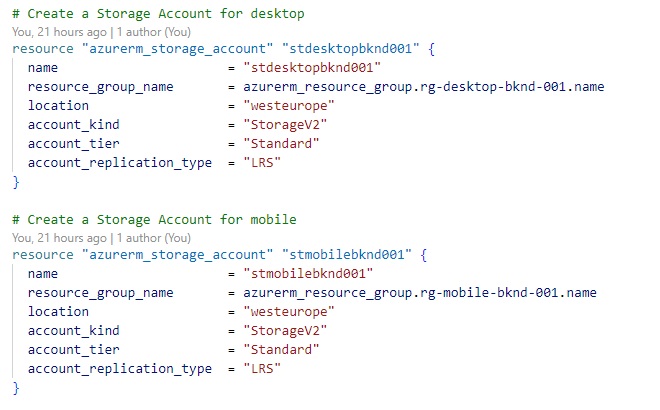 # Create a Storage Account for desktop
You, 21 hours ago | 1 author (You)
resource "azurerm_storage_account" "stdesktopbknd001" {
  name                      = "stdesktopbknd001"
  resource_group_name       = azurerm_resource_group.rg-desktop-bknd-001.name
  location                  = "westeurope"
  account_kind              = "StorageV2"
  account_tier              = "Standard"
  account_replication_type  = "LRS"
}
# Create a Storage Account for mobile
You, 21 hours ago | 1 author (You)
resource "azurerm_storage_account" "stmobilebknd001" {
  name                      = "stmobilebknd001"
  resource_group_name       = azurerm_resource_group.rg-mobile-bknd-001.name
  location                  = "westeurope"
  account_kind              = "StorageV2"
  account_tier              = "Standard"
  account_replication_type  = "LRS"
}